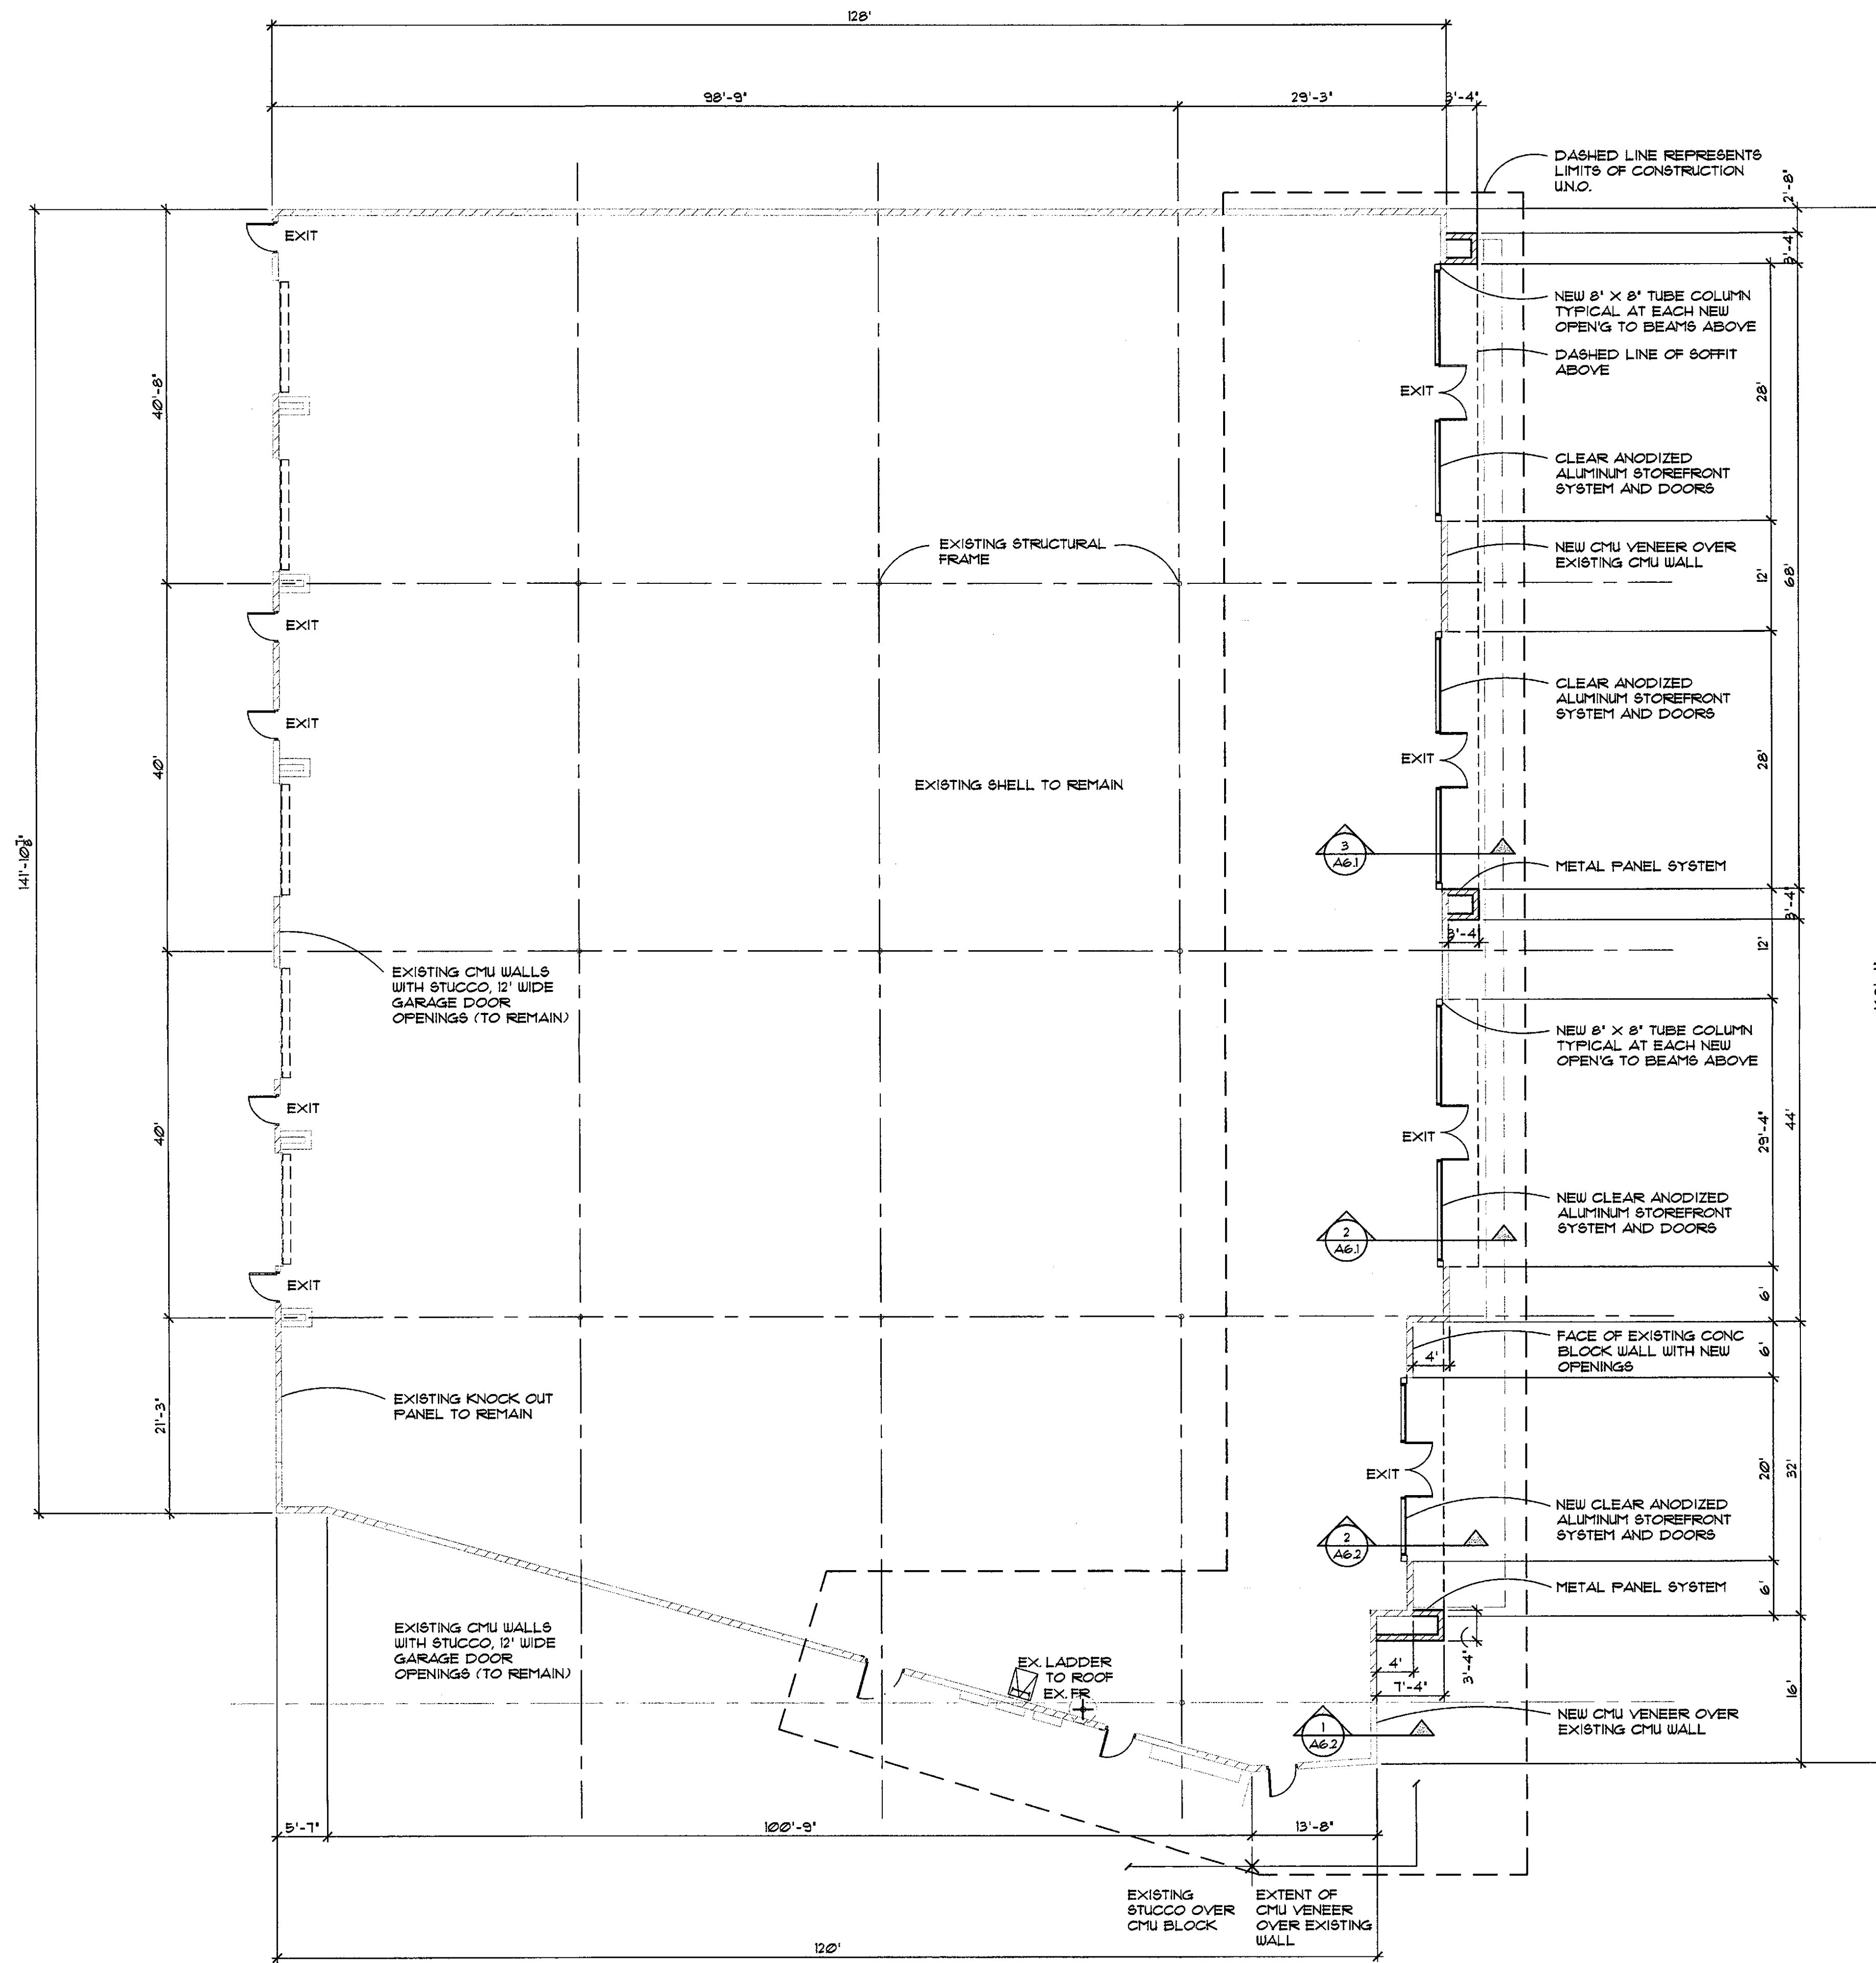 128'
98'-9"
29'-3"
3'-4"
DASHED LINE REPRESENTS
LIMITS OF CONSTRUCTION
U.N.O.
2'-8"
3'-4"
EXIT
NEW 8" X 8" TUBE COLUMN
TYPICAL AT EACH NEW
OPEN'G TO BEAMS ABOVE
DASHED LINE OF SOFFIT
ABOVE
40'-8"
EXIT
28'
CLEAR ANODIZED
ALUMINUM STOREFRONT
SYSTEM AND DOORS
EXISTING STRUCTURAL
FRAME
NEW CMU VENEER OVER
EXISTING CMU WALL
12'
68'
EXIT
CLEAR ANODIZED
ALUMINUM STOREFRONT
SYSTEM AND DOORS
EXIT
40'
EXIT
28'
EXISTING SHELL TO REMAIN
141'-10 7/8"
3
A6.1
METAL PANEL SYSTEM
3'-4"
3'-4"
12'
EXISTING CMU WALLS
WITH STUCCO, 12' WIDE
GARAGE DOOR
OPENINGS (TO REMAIN)
NEW 8" X 8" TUBE COLUMN
TYPICAL AT EACH NEW
OPEN'G TO BEAMS ABOVE
EXIT
40'
EXIT
29'-4"
44'
NEW CLEAR ANODIZED
ALUMINUM STOREFRONT
SYSTEM AND DOORS
2
A6.1
EXIT
6'
FACE OF EXISTING CONC
BLOCK WALL WITH NEW
OPENINGS
4'
6'
EXISTING KNOCK OUT
PANEL TO REMAIN
21'-3"
EXIT
20'
32'
NEW CLEAR ANODIZED
ALUMINUM STOREFRONT
SYSTEM AND DOORS
2
A6.2
METAL PANEL SYSTEM
6'
EXISTING CMU WALLS
WITH STUCCO, 12' WIDE
GARAGE DOOR
OPENINGS (TO REMAIN)
EX. LADDER
TO ROOF
EX. FR
4'
7'-4"
3'-4"
16'
NEW CMU VENEER OVER
EXISTING CMU WALL
1
A6.2
5'-7"
100'-9"
13'-8"
EXISTING
STUCCO OVER
CMU BLOCK
EXTENT OF
CMU VENEER
OVER EXISTING
WALL
120'